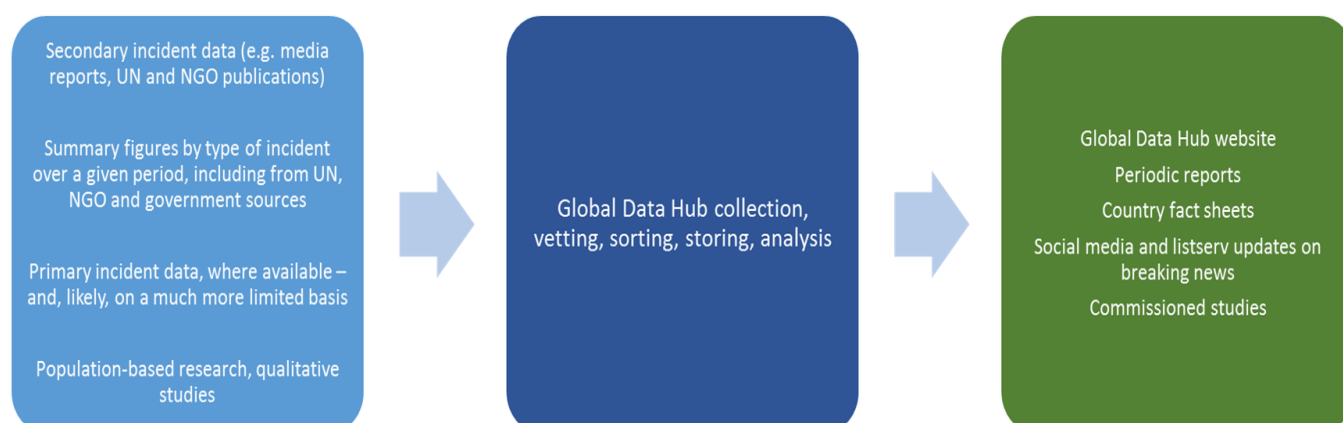 Secondary incident data (e.g. media
reports, UN and NGO publications)
Summary figures by type of incident
over a given period, including from UN,
NGO and government sources
Primary incident data, where available –
and, likely, on a much more limited basis
Population-based research, qualitative
studies
Global Data Hub collection,
vetting, sorting, storing, analysis
Global Data Hub website
Periodic reports
Country fact sheets
Social media and listserv updates on
breaking news
Commissioned studies